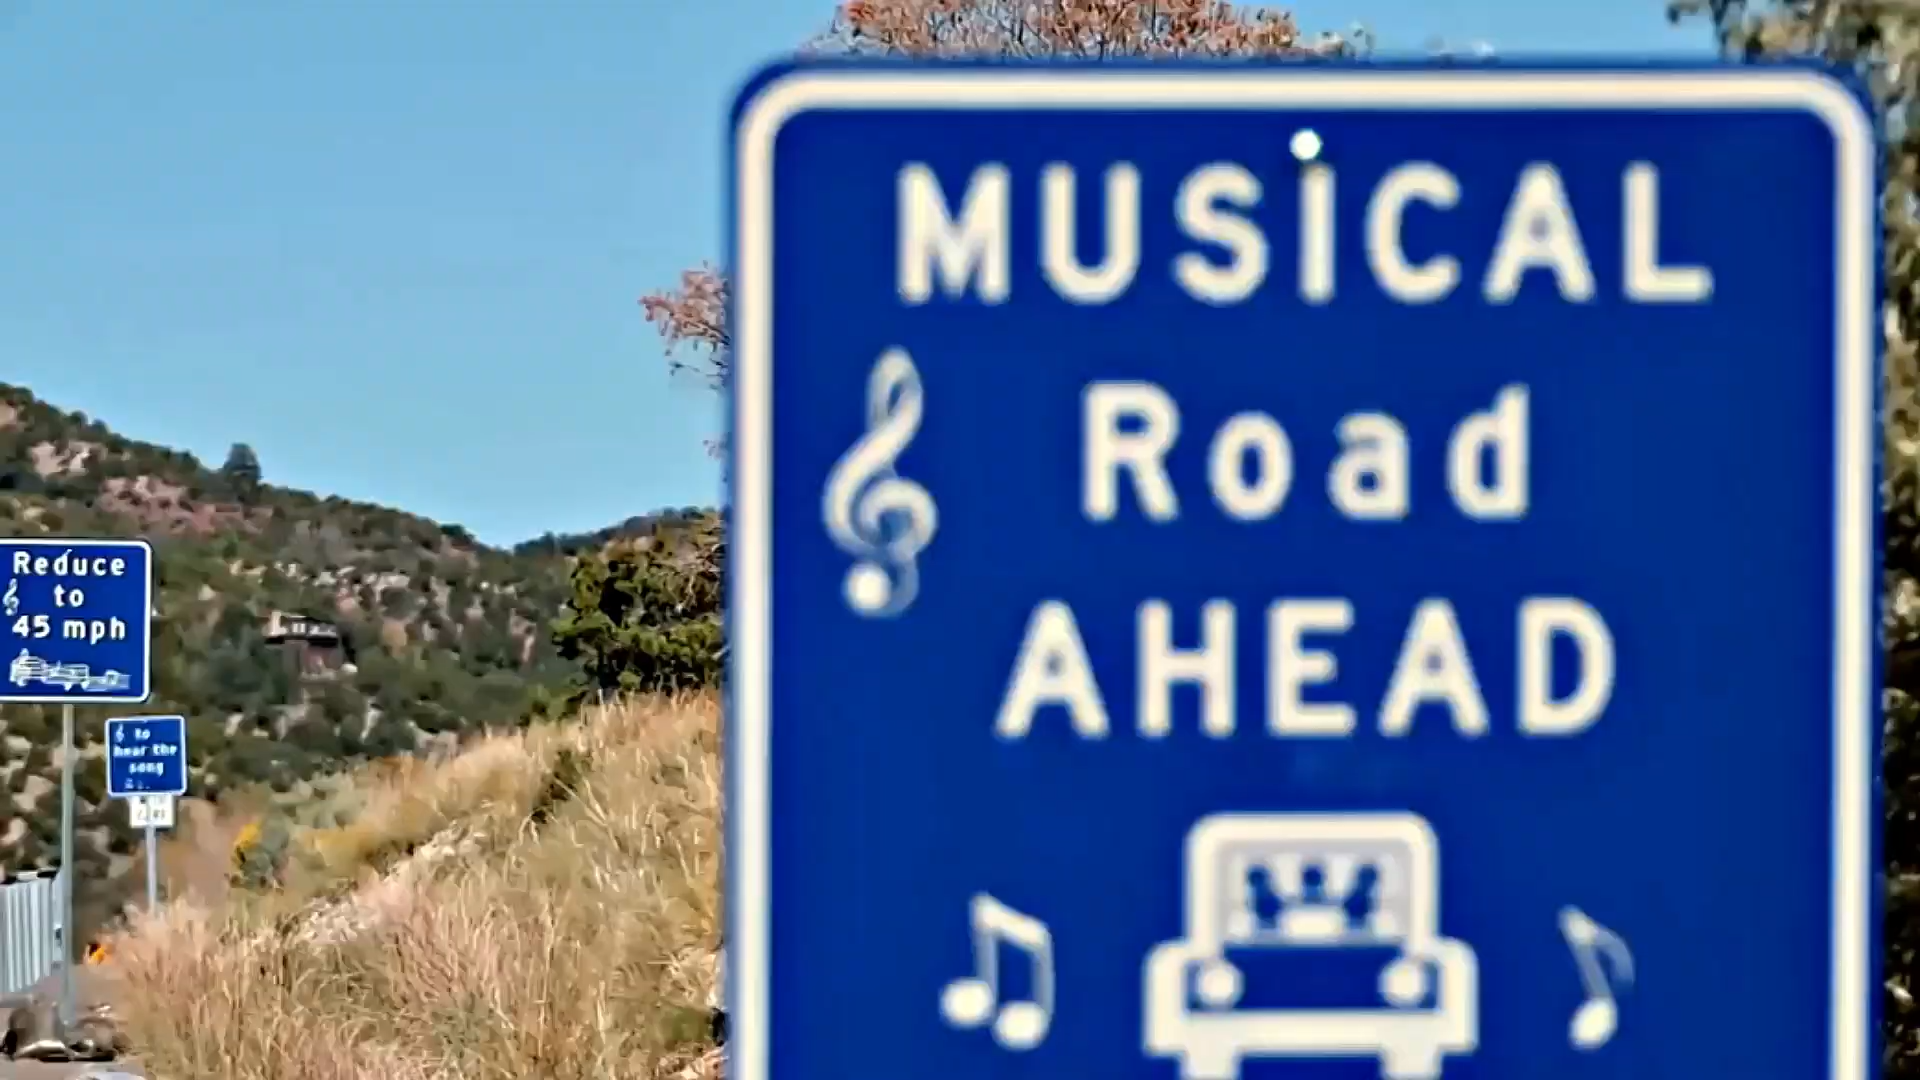 MUSICAL
Road
AHEAD
Reduce
to
45 mph
to
hear the
song